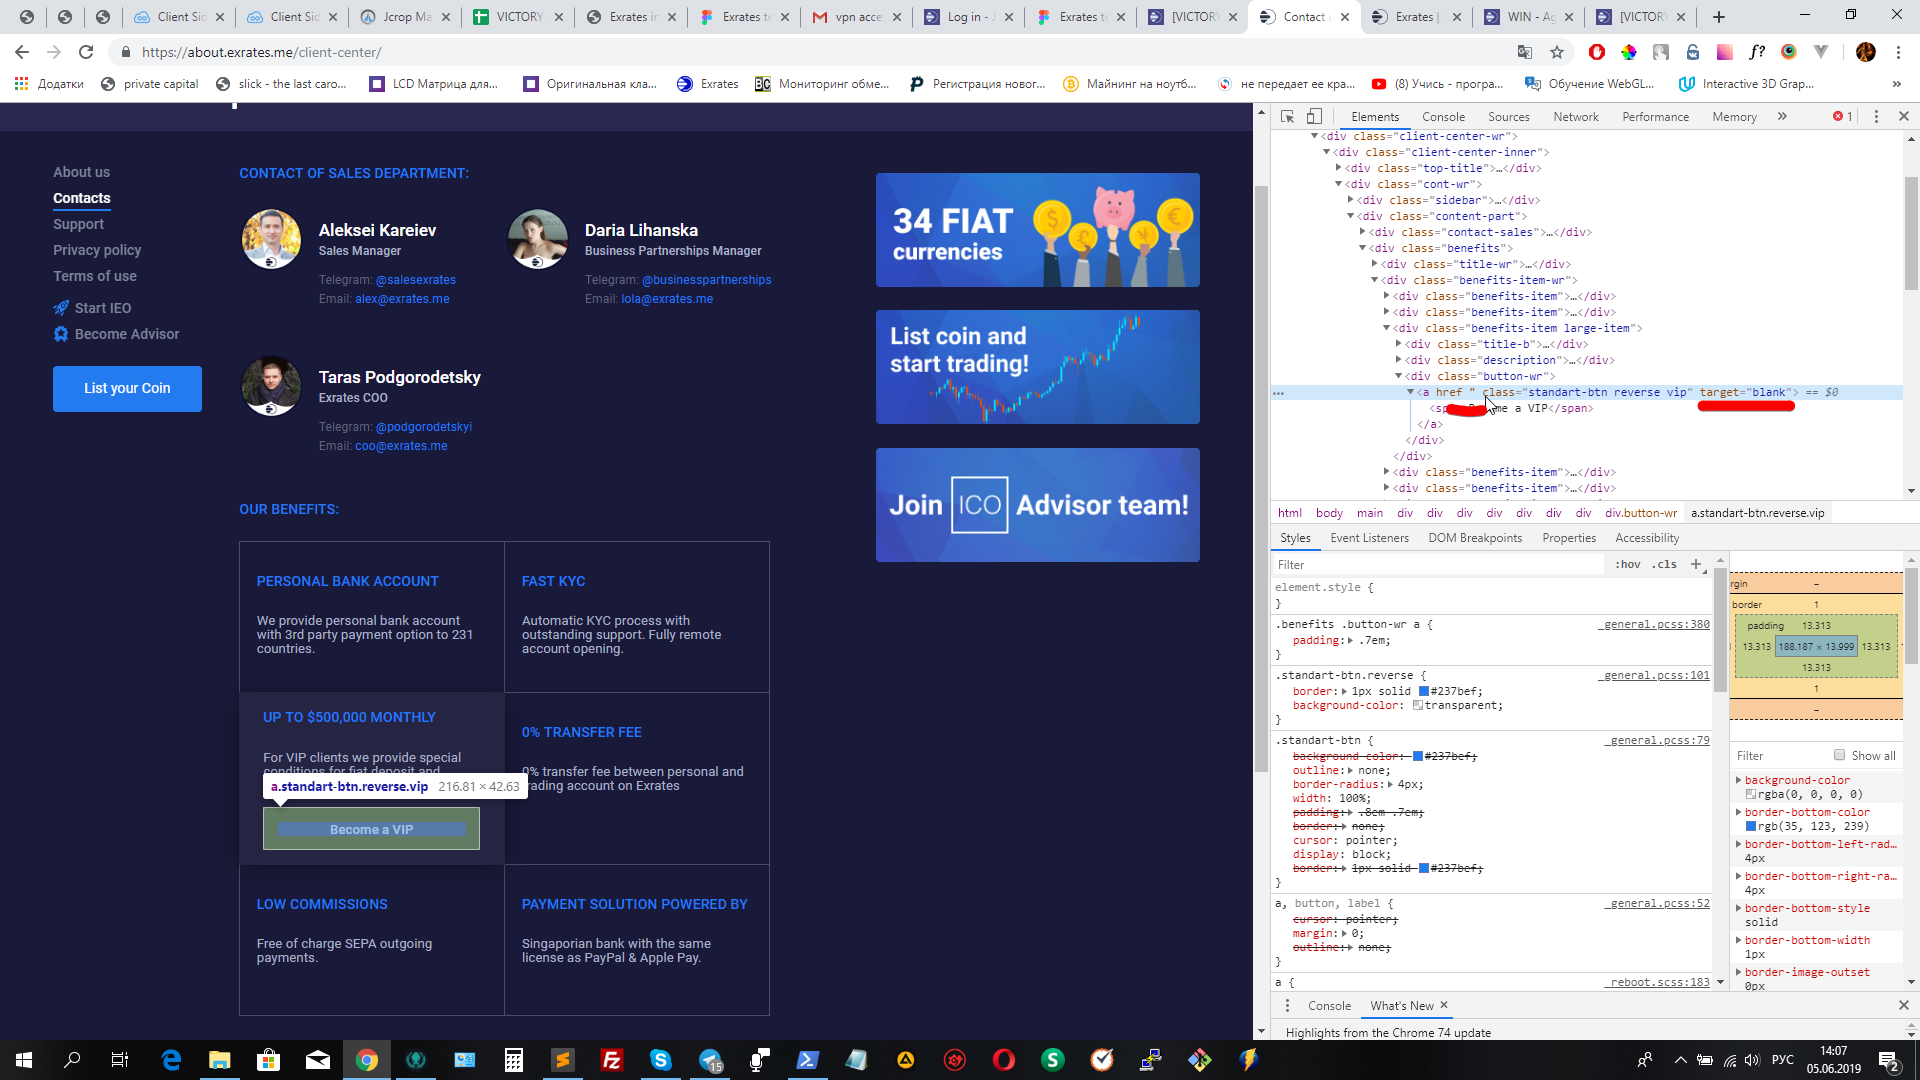 Client Sid
Client Sid
Jcrop Ma
VICTORY
Exrates in
Exrates te
vpn acce
Log in - J
Exrates te
[VICTORY
Contact u
Exrates |
WIN - Ag
[VICTORY
https://about.exrates.me/client-center/
Додатки
private capital
slick - the last caro...
LCD Матрица для...
Оригинальная кла...
Exrates
Мониторинг обме...
Регистрация новог...
Майнинг на ноутб...
не передает ее кра...
(8) Учись - програ...
Обучение WebGL...
Interactive 3D Grap...
About us
Contacts
Support
Privacy policy
Terms of use
Start IEO
Become Advisor
List your Coin
CONTACT OF SALES DEPARTMENT:
Aleksei Kareiev
Sales Manager
Telegram: @salesexrates
Email: alex@exrates.me
Daria Lihanska
Business Partnerships Manager
Telegram: @businesspartnerships
Email: lola@exrates.me
Taras Podgorodetsky
Exrates COO
Telegram: @podgorodetskyi
Email: coo@exrates.me
34 FIAT
currencies
List coin and
start trading!
Join ICO Advisor team!
OUR BENEFITS:
PERSONAL BANK ACCOUNT
We provide personal bank account
with 3rd party payment option to 231
countries.
FAST KYC
Automatic KYC process with
outstanding support. Fully remote
account opening.
UP TO $500,000 MONTHLY
For VIP clients we provide special
conditions for fiat deposit and
a.standart-btn.reverse.vip 216.81 × 42.63
Become a VIP
0% TRANSFER FEE
0% transfer fee between personal and
trading account on Exrates
LOW COMMISSIONS
Free of charge SEPA outgoing
payments.
PAYMENT SOLUTION POWERED BY
Singaporian bank with the same
license as PayPal & Apple Pay.
Elements
Console
Sources
Network
Performance
Memory
1
<div class="client-center-wr">
<div class="client-center-inner">
<div class="top-title">…</div>
<div class="cont-wr">
<div class="sidebar">…</div>
<div class="content-part">
<div class="contact-sales">…</div>
<div class="benefits">
<div class="title-wr">…</div>
<div class="benefits-item-wr">
<div class="benefits-item">…</div>
<div class="benefits-item">…</div>
<div class="benefits-item large-item">
<div class="title-b">…</div>
<div class="description">…</div>
<div class="button-wr">
<a href " class="standart-btn reverse vip" target="blank"> == $0
<sp me a VIP</span>
</a>
</div>
</div>
<div class="benefits-item">…</div>
<div class="benefits-item">…</div>
html body main div div div div div div div div.button-wr a.standart-btn.reverse.vip
Styles
Event Listeners
DOM Breakpoints
Properties
Accessibility
Filter
:hov .cls +
element.style {
}
.benefits .button-wr a { _general.pcss:380
padding: .7em;
}
.standart-btn.reverse { _general.pcss:101
border: 1px solid #237bef;
background-color: transparent;
}
.standart-btn { _general.pcss:79
background-color: #237bef;
outline: none;
border-radius: 4px;
width: 100%;
padding: .8em .7em;
border: none;
cursor: pointer;
display: block;
border: 1px solid #237bef;
}
a, button, label { _general.pcss:52
cursor: pointer;
margin: 0;
outline: none;
}
a { _reboot.scss:183
rgin –
border 1
padding 13.313
13.313 188.187 × 13.999 13.313
13.313
1
–
Filter
Show all
background-color
rgba(0, 0, 0, 0)
border-bottom-color
rgb(35, 123, 239)
border-bottom-left-rad…
4px
border-bottom-right-ra…
4px
border-bottom-style
solid
border-bottom-width
1px
border-image-outset
0px
Console
What's New
Highlights from the Chrome 74 update
15
РУС
14:07
05.06.2019
2